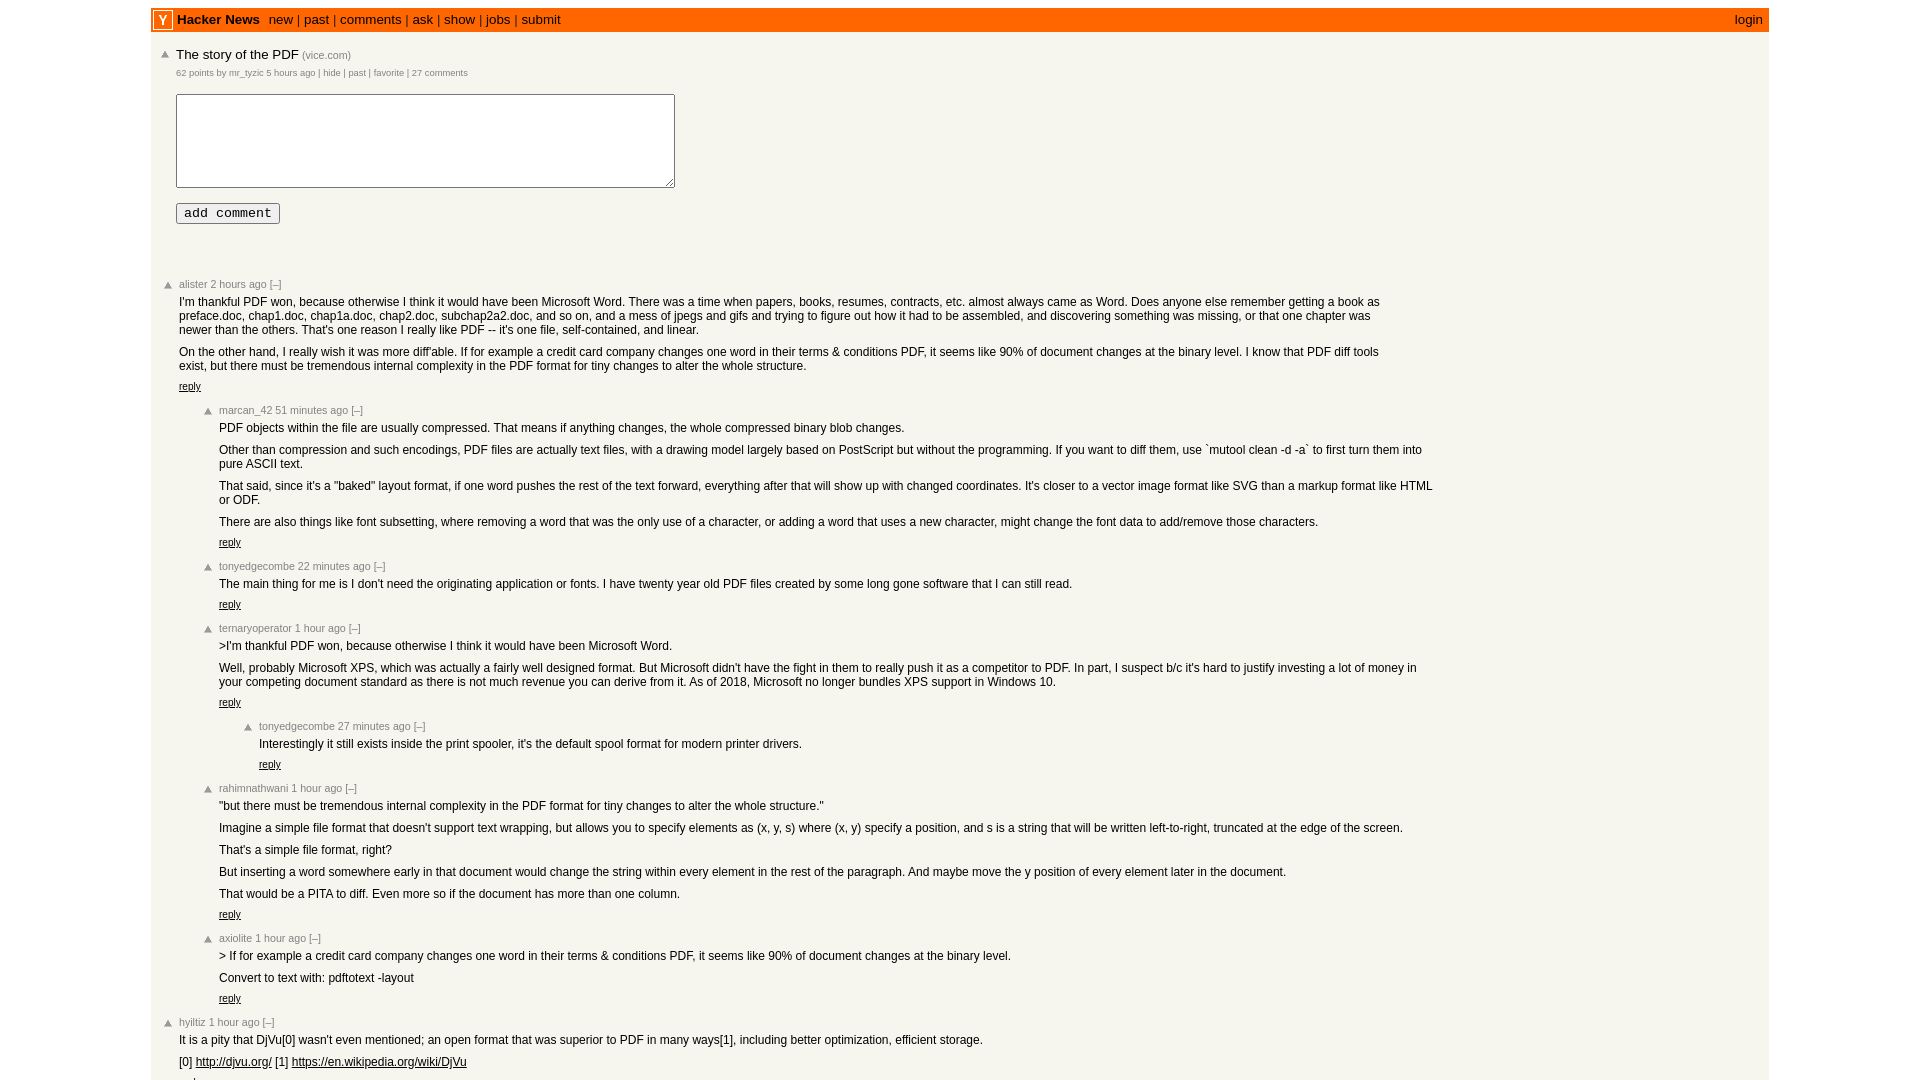 Y Hacker News new | past | comments | ask | show | jobs | submit login
The story of the PDF (vice.com)
62 points by mr_tyzic 5 hours ago | hide | past | favorite | 27 comments
add comment
alister 2 hours ago [–]
I'm thankful PDF won, because otherwise I think it would have been Microsoft Word. There was a time when papers, books, resumes, contracts, etc. almost always came as Word. Does anyone else remember getting a book as
preface.doc, chap1.doc, chap1a.doc, chap2.doc, subchap2a2.doc, and so on, and a mess of jpegs and gifs and trying to figure out how it had to be assembled, and discovering something was missing, or that one chapter was
newer than the others. That's one reason I really like PDF -- it's one file, self-contained, and linear.
On the other hand, I really wish it was more diff'able. If for example a credit card company changes one word in their terms & conditions PDF, it seems like 90% of document changes at the binary level. I know that PDF diff tools
exist, but there must be tremendous internal complexity in the PDF format for tiny changes to alter the whole structure.
reply
marcan_42 51 minutes ago [–]
PDF objects within the file are usually compressed. That means if anything changes, the whole compressed binary blob changes.
Other than compression and such encodings, PDF files are actually text files, with a drawing model largely based on PostScript but without the programming. If you want to diff them, use `mutool clean -d -a` to first turn them into
pure ASCII text.
That said, since it's a "baked" layout format, if one word pushes the rest of the text forward, everything after that will show up with changed coordinates. It's closer to a vector image format like SVG than a markup format like HTML
or ODF.
There are also things like font subsetting, where removing a word that was the only use of a character, or adding a word that uses a new character, might change the font data to add/remove those characters.
reply
tonyedgecombe 22 minutes ago [–]
The main thing for me is I don't need the originating application or fonts. I have twenty year old PDF files created by some long gone software that I can still read.
reply
ternaryoperator 1 hour ago [–]
>I'm thankful PDF won, because otherwise I think it would have been Microsoft Word.
Well, probably Microsoft XPS, which was actually a fairly well designed format. But Microsoft didn't have the fight in them to really push it as a competitor to PDF. In part, I suspect b/c it's hard to justify investing a lot of money in
your competing document standard as there is not much revenue you can derive from it. As of 2018, Microsoft no longer bundles XPS support in Windows 10.
reply
tonyedgecombe 27 minutes ago [–]
Interestingly it still exists inside the print spooler, it's the default spool format for modern printer drivers.
reply
rahimnathwani 1 hour ago [–]
"but there must be tremendous internal complexity in the PDF format for tiny changes to alter the whole structure."
Imagine a simple file format that doesn't support text wrapping, but allows you to specify elements as (x, y, s) where (x, y) specify a position, and s is a string that will be written left-to-right, truncated at the edge of the screen.
That's a simple file format, right?
But inserting a word somewhere early in that document would change the string within every element in the rest of the paragraph. And maybe move the y position of every element later in the document.
That would be a PITA to diff. Even more so if the document has more than one column.
reply
axiolite 1 hour ago [–]
> If for example a credit card company changes one word in their terms & conditions PDF, it seems like 90% of document changes at the binary level.
Convert to text with: pdftotext -layout
reply
hyiltiz 1 hour ago [–]
It is a pity that DjVu[0] wasn't even mentioned; an open format that was superior to PDF in many ways[1], including better optimization, efficient storage.
[0] http://djvu.org/ [1] https://en.wikipedia.org/wiki/DjVu